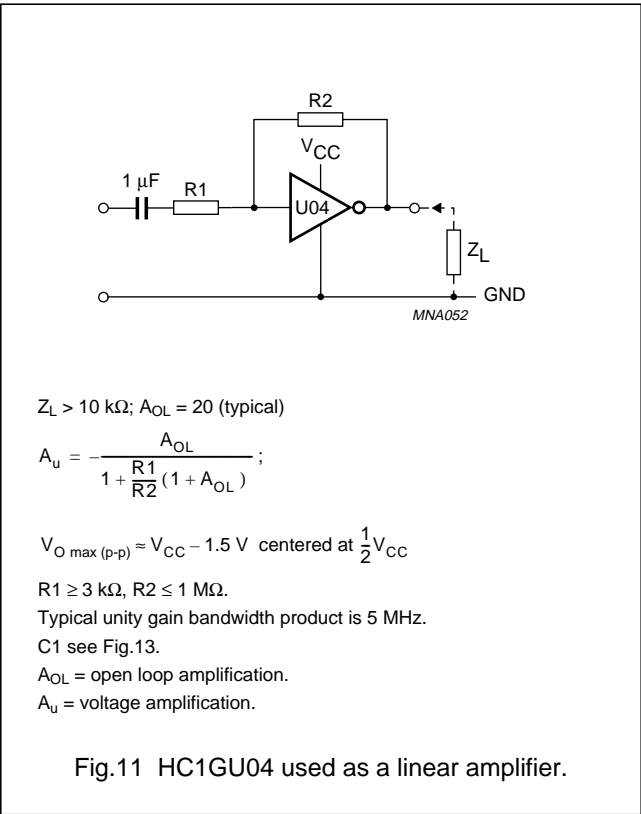 R2
VCC
1 μF
R1
U04
ZL
GND
MNA052
ZL > 10 kΩ; AOL = 20 (typical)
Au = − AOL / 1 + R1/R2 (1 + AOL) ;
VO max (p-p) ≈ VCC − 1.5 V centered at 1/2 VCC
R1 ≥ 3 kΩ, R2 ≤ 1 MΩ.
Typical unity gain bandwidth product is 5 MHz.
C1 see Fig.13.
AOL = open loop amplification.
Au = voltage amplification.
Fig.11 HC1GU04 used as a linear amplifier.